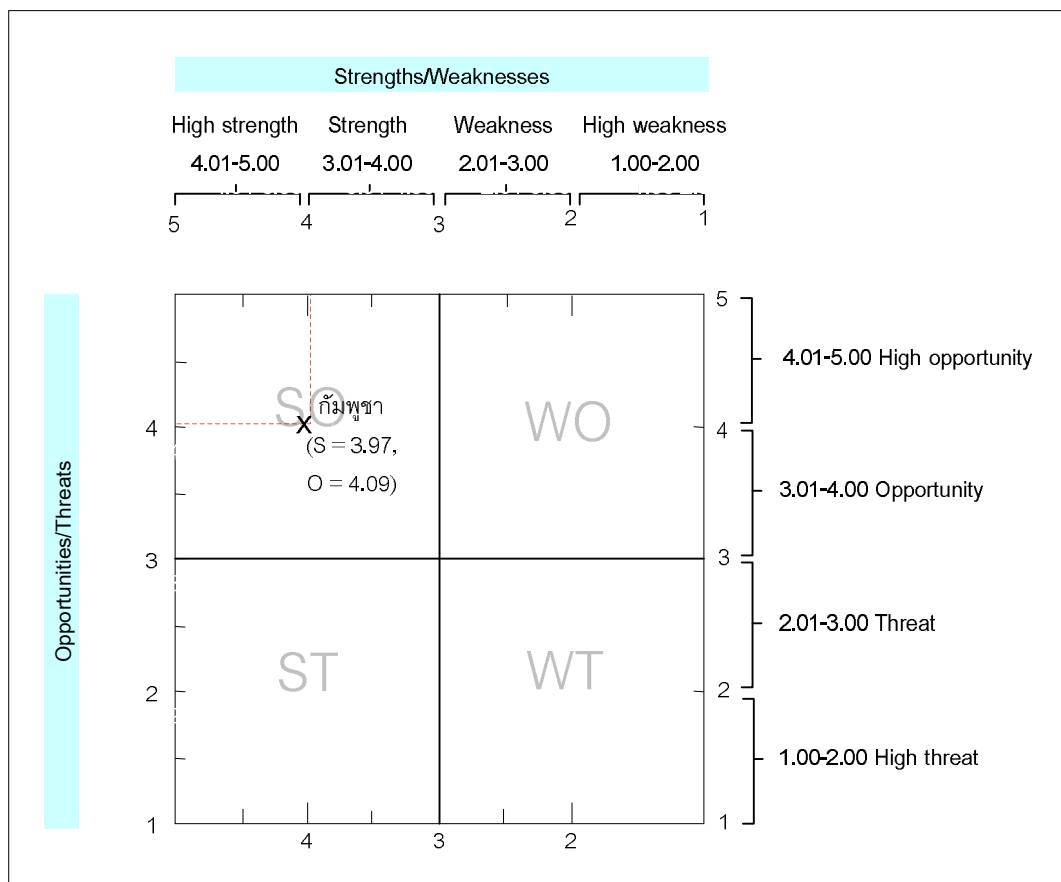 Strengths/Weaknesses
High strength Strength Weakness High weakness
4.01-5.00 3.01-4.00 2.01-3.00 1.00-2.00
5 4 3 2 1
Opportunities/Threats
5
4.01-5.00 High opportunity
SO WO
กัมพูชา
4 4
(S = 3.97,
O = 4.09)
3.01-4.00 Opportunity
3 3
3
2.01-3.00 Threat
ST WT
2 2
1.00-2.00 High threat
1 1
4 3 2